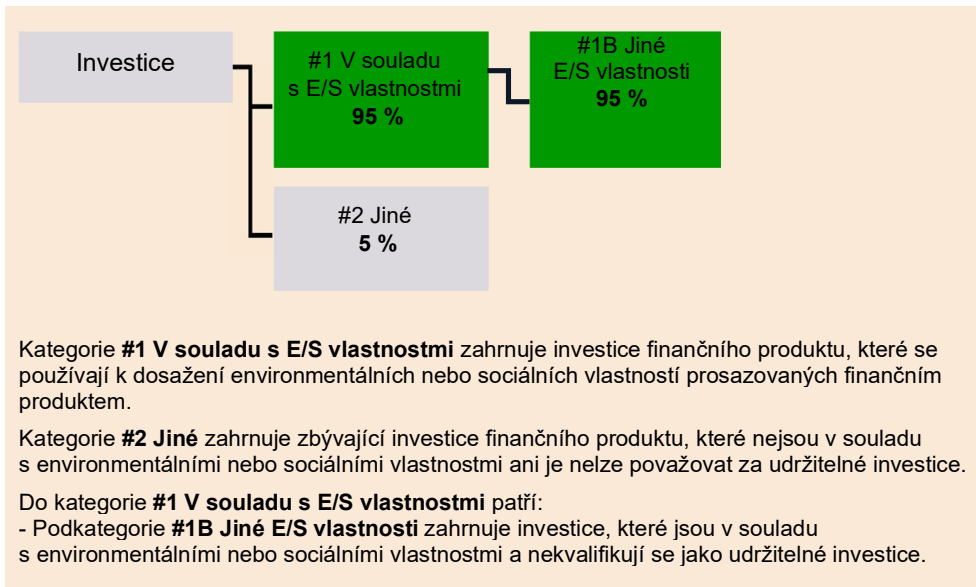 Investice
#1 V souladu
s E/S vlastnostmi
95 %
#1B Jiné
E/S vlastnosti
95 %
#2 Jiné
5 %
Kategorie #1 V souladu s E/S vlastnostmi zahrnuje investice finančního produktu, které se
používají k dosažení environmentálních nebo sociálních vlastností prosazovaných finančním
produktem.
Kategorie #2 Jiné zahrnuje zbývající investice finančního produktu, které nejsou v souladu
s environmentálními nebo sociálními vlastnostmi ani je nelze považovat za udržitelné investice.
Do kategorie #1 V souladu s E/S vlastnostmi patří:
- Podkategorie #1B Jiné E/S vlastnosti zahrnuje investice, které jsou v souladu
s environmentálními nebo sociálními vlastnostmi a nekvalifikují se jako udržitelné investice.